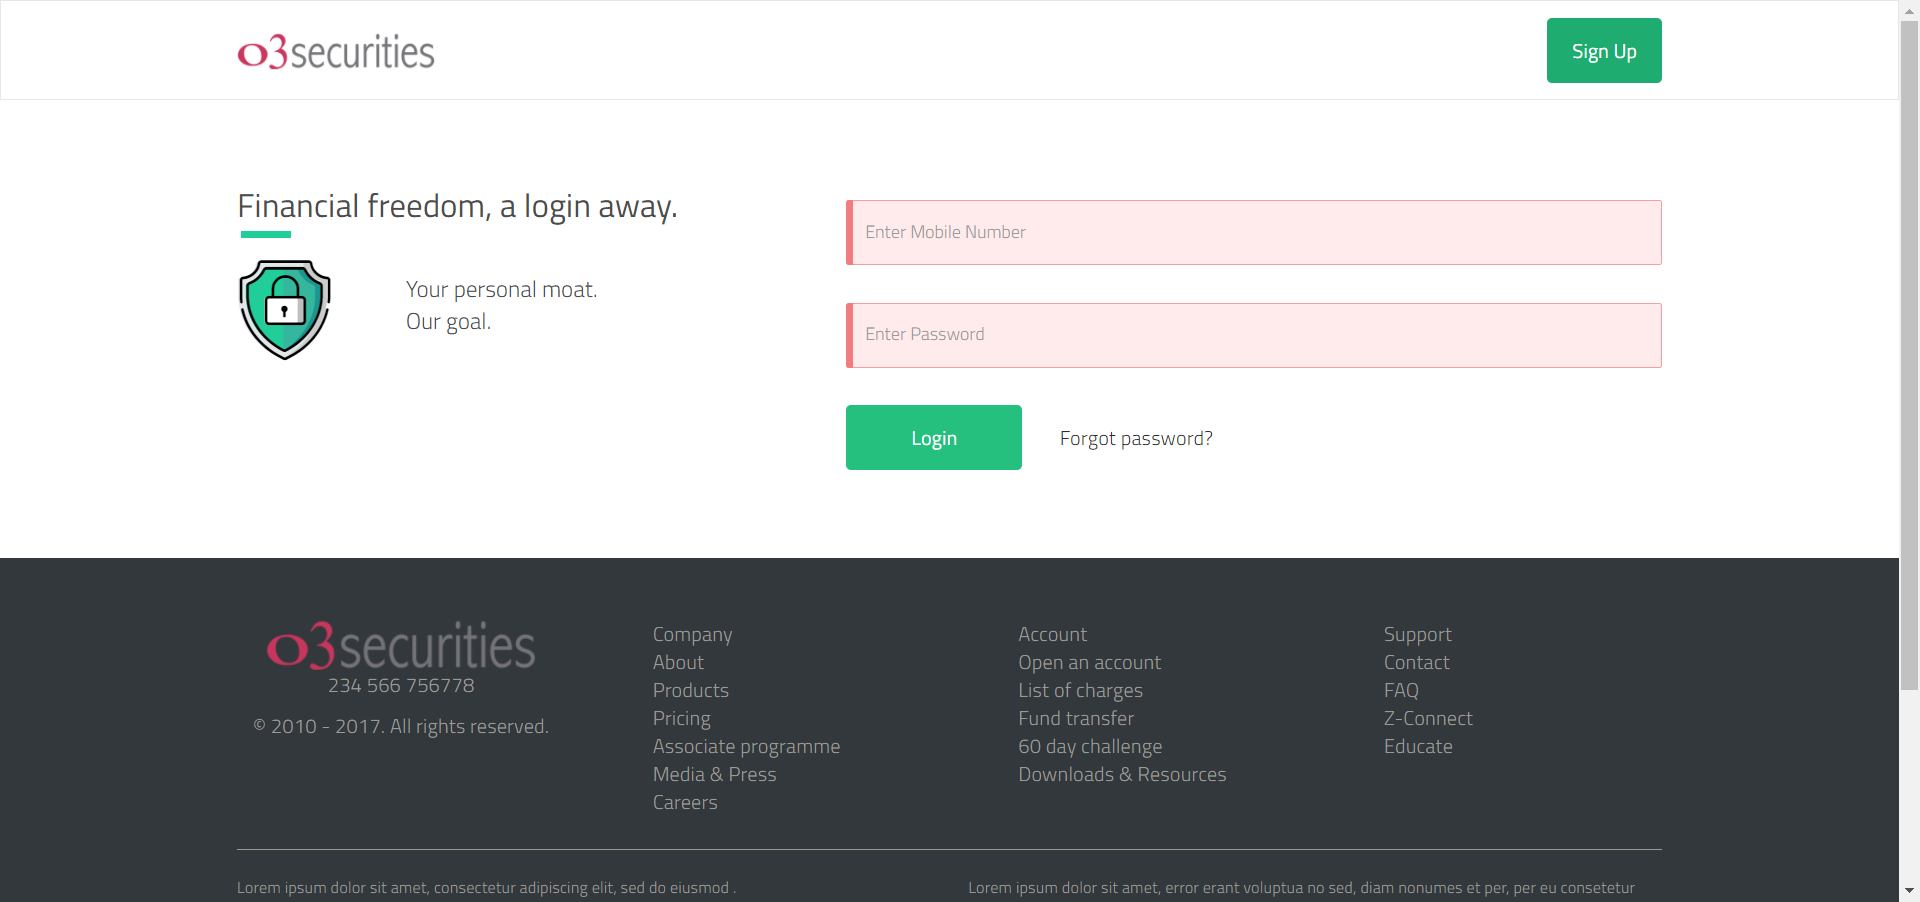 o3securities
Sign Up
Financial freedom, a login away.
Your personal moat.
Our goal.
Enter Mobile Number
Enter Password
Login
Forgot password?
o3securities
234 566 756778
© 2010 - 2017. All rights reserved.
Company
About
Products
Pricing
Associate programme
Media & Press
Careers
Account
Open an account
List of charges
Fund transfer
60 day challenge
Downloads & Resources
Support
Contact
FAQ
Z-Connect
Educate
Lorem ipsum dolor sit amet, consectetur adipiscing elit, sed do eiusmod .
Lorem ipsum dolor sit amet, error erant voluptua no sed, diam nonumes et per, per eu consetetur